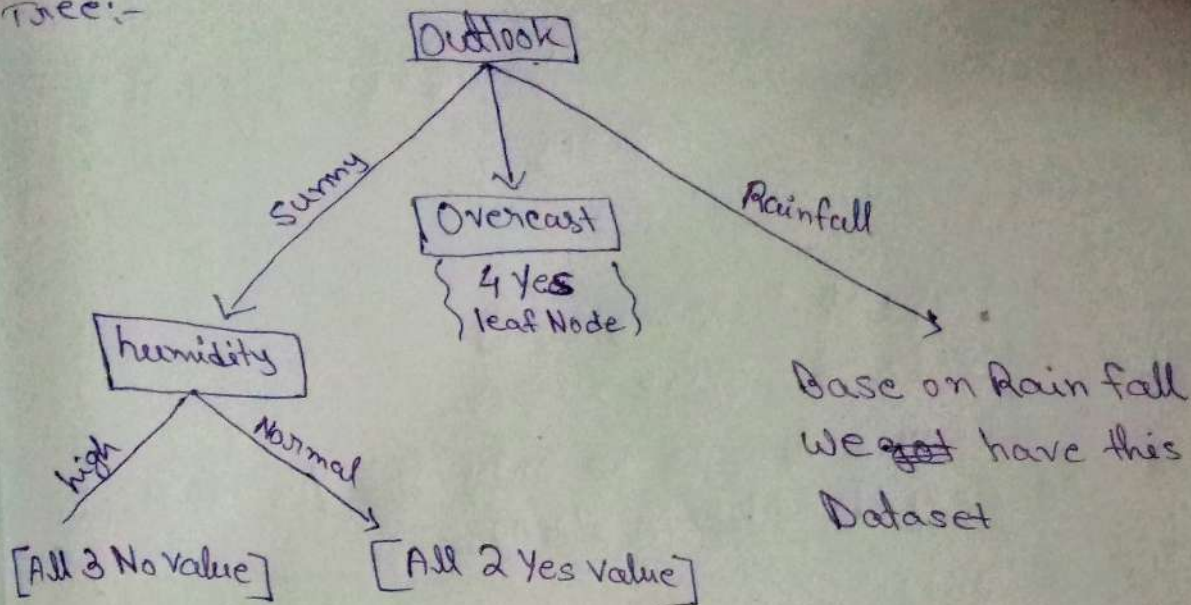 Tree:-
Outlook
Sunny
Rainfall
Overcast
4 Yes
leaf Node
humidity
high
Normal
Base on Rain fall
We got have this
Dataset
[All 3 No value]
[All 2 Yes value]